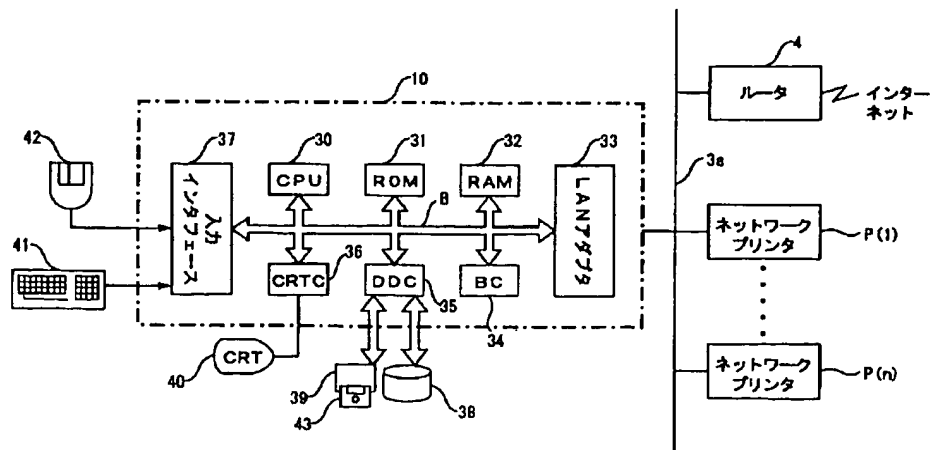 4
ルータ
インター
ネット
10
42
37
30
31
32
33
3a
入力
インタフェース
CPU
ROM
RAM
LANアダプタ
B
ネットワーク
プリンタ
P(1)
41
36
CRTC
DDC
BC
35
34
CRT
40
39
43
38
ネットワーク
プリンタ
P(n)